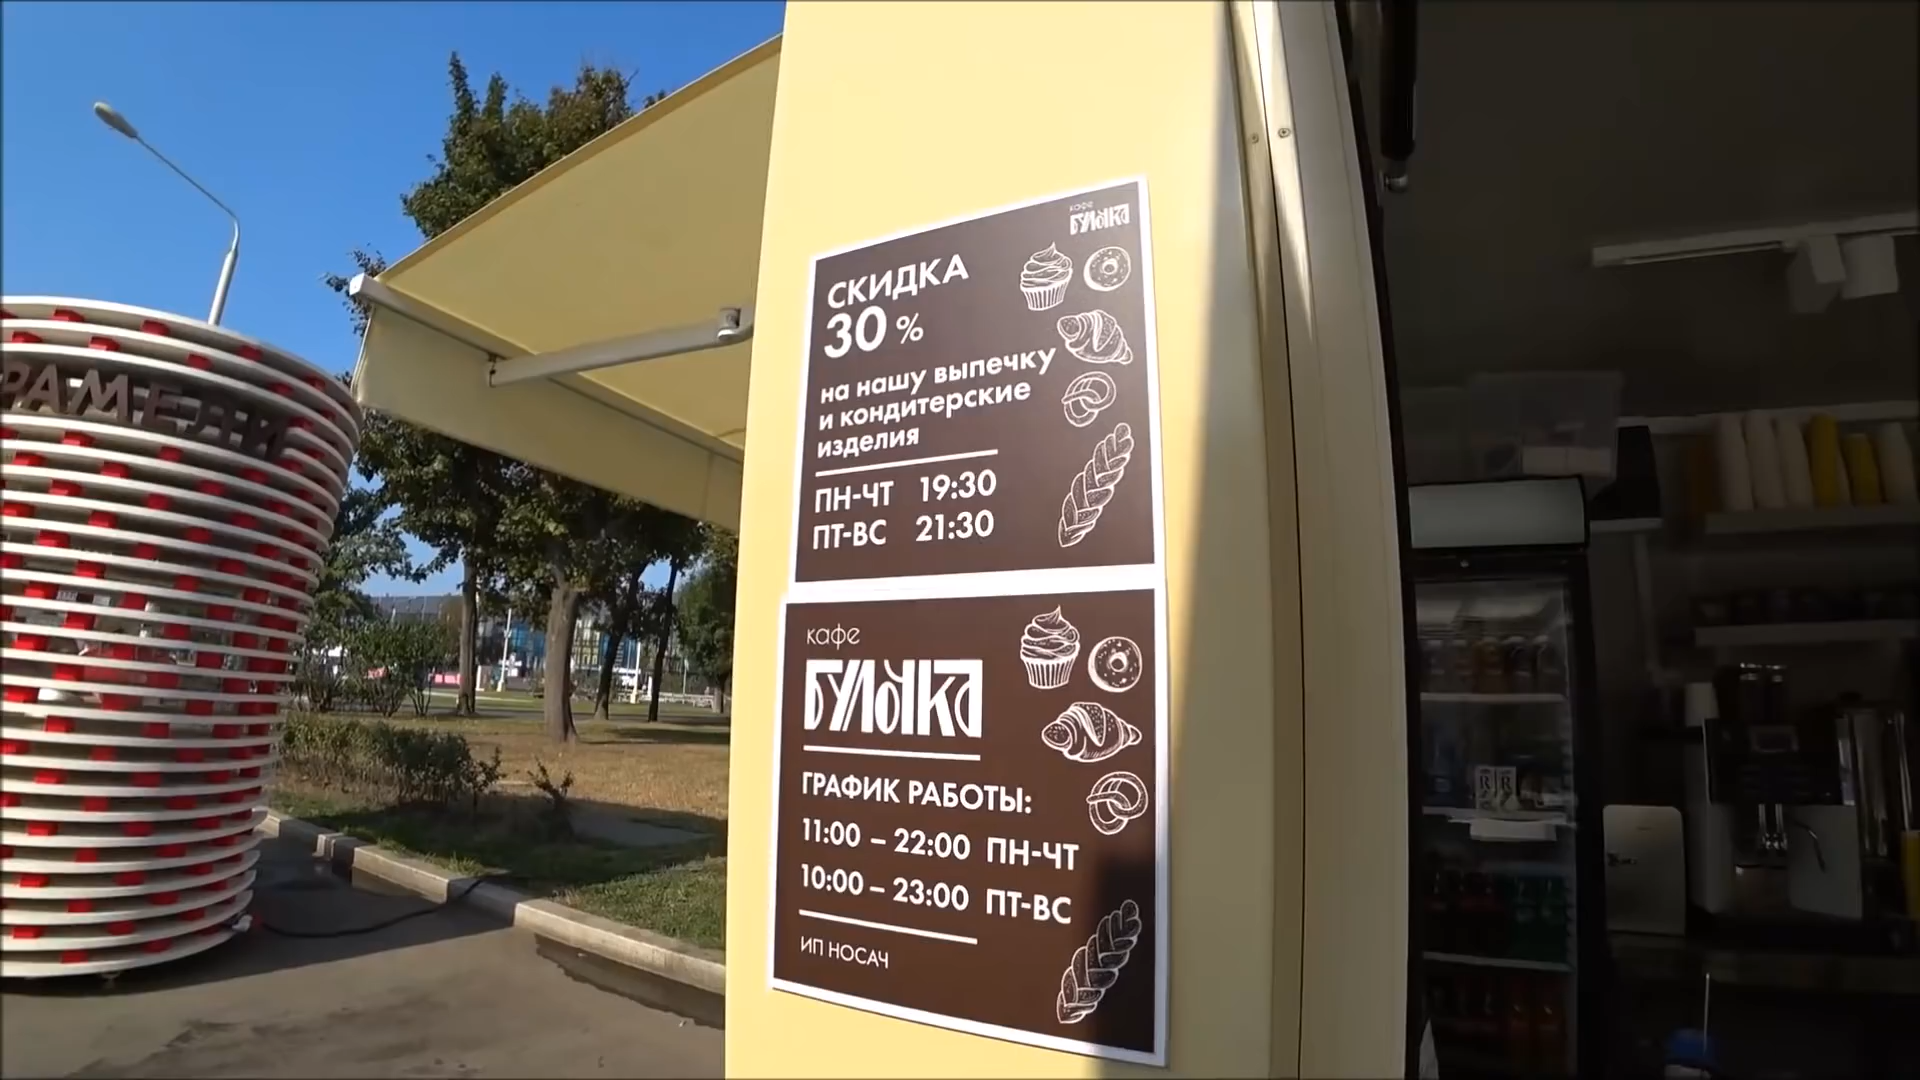 РАМЕЛИ
кафе
БУЛОЧКА
СКИДКА
30 %
на нашу выпечку
и кондитерские
изделия
ПН-ЧТ 19:30
ПТ-ВС 21:30
кафе
БУЛОЧКА
ГРАФИК РАБОТЫ:
11:00 – 22:00 ПН-ЧТ
10:00 – 23:00 ПТ-ВС
ИП НОСАЧ